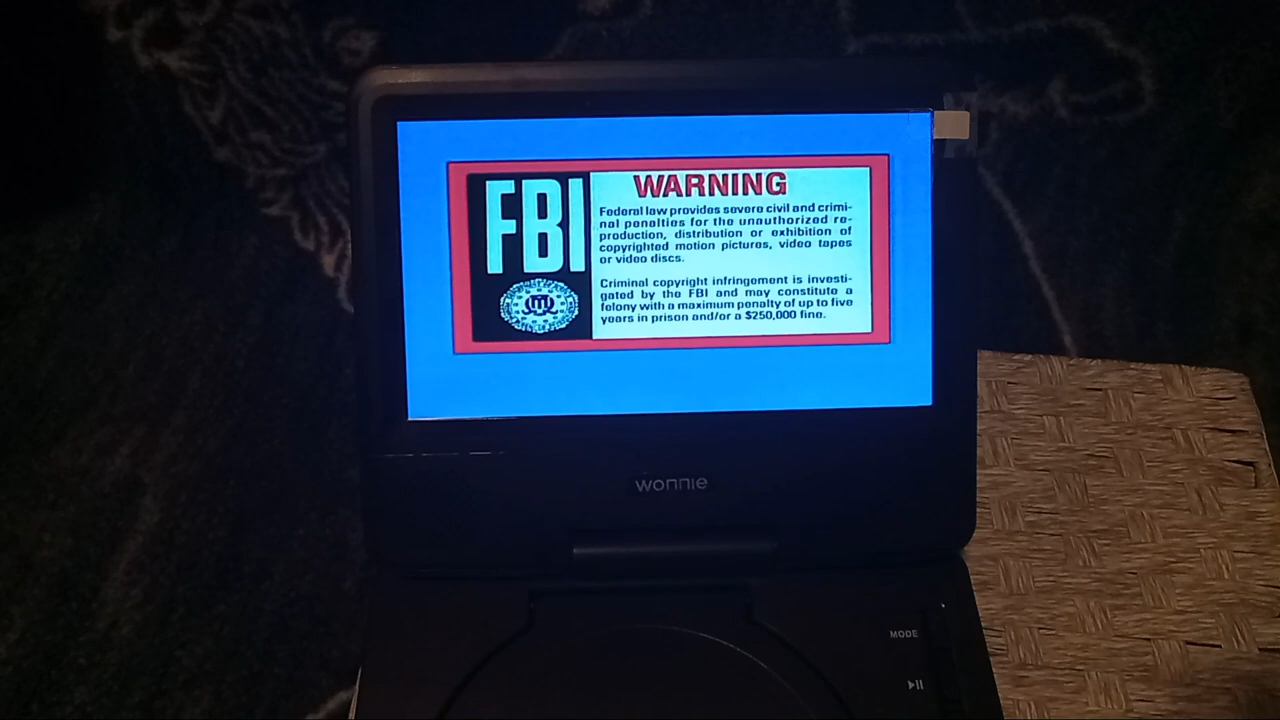 FBI
WARNING
Federal law provides severe civil and crimi-
nal penalties for the unauthorized re-
production, distribution or exhibition of
copyrighted motion pictures, video tapes
or video discs.
Criminal copyright infringement is investi-
gated by the FBI and may constitute a
felony with a maximum penalty of up to five
years in prison and/or a $250,000 fine.
wonnie
MODE